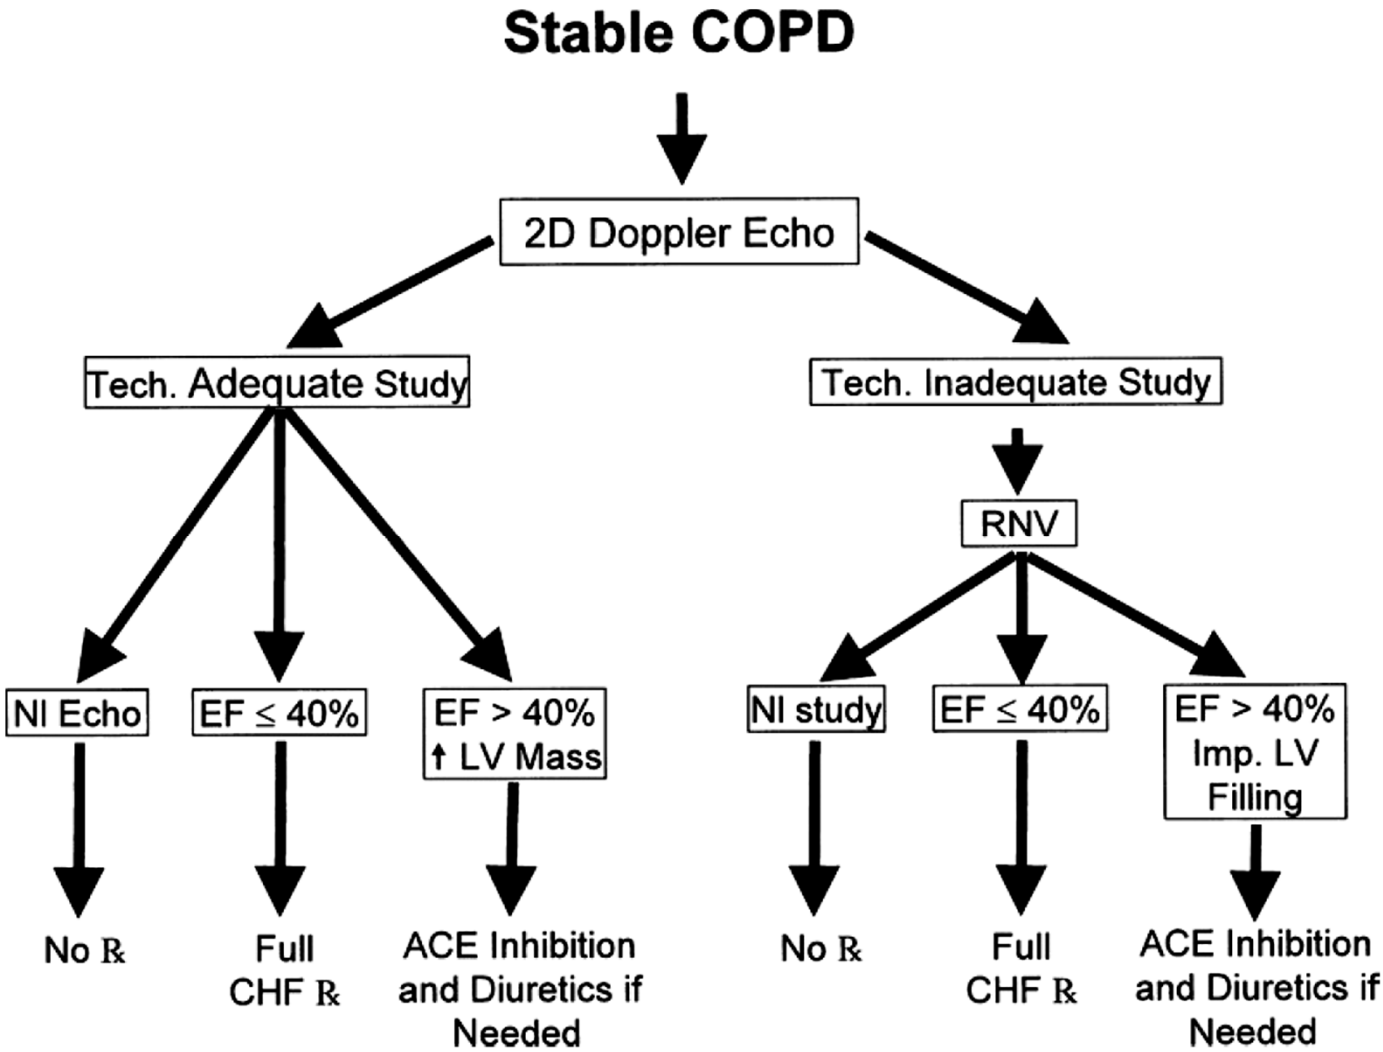 Stable COPD
2D Doppler Echo
Tech. Adequate Study
Tech. Inadequate Study
RNV
Nl Echo
EF ≤ 40%
EF > 40%
↑ LV Mass
Nl study
EF ≤ 40%
EF > 40%
Imp. LV
Filling
No ℞
Full
CHF ℞
ACE Inhibition
and Diuretics if
Needed
No ℞
Full
CHF ℞
ACE Inhibition
and Diuretics if
Needed